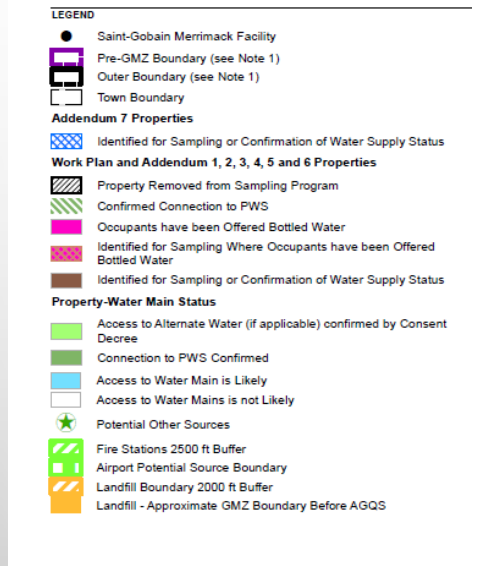 LEGEND
Saint-Gobain Merrimack Facility
Pre-GMZ Boundary (see Note 1)
Outer Boundary (see Note 1)
Town Boundary
Addendum 7 Properties
Identified for Sampling or Confirmation of Water Supply Status
Work Plan and Addendum 1, 2, 3, 4, 5 and 6 Properties
Property Removed from Sampling Program
Confirmed Connection to PWS
Occupants have been Offered Bottled Water
Identified for Sampling Where Occupants have been Offered
Bottled Water
Identified for Sampling or Confirmation of Water Supply Status
Property-Water Main Status
Access to Alternate Water (if applicable) confirmed by Consent
Decree
Connection to PWS Confirmed
Access to Water Main is Likely
Access to Water Mains is not Likely
Potential Other Sources
Fire Stations 2500 ft Buffer
Airport Potential Source Boundary
Landfill Boundary 2000 ft Buffer
Landfill - Approximate GMZ Boundary Before AGQS